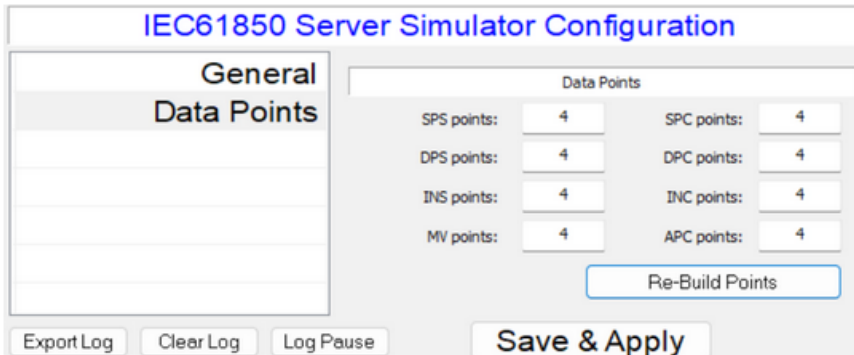 IEC61850 Server Simulator Configuration
General
Data Points
Data Points
SPS points: 4 SPC points: 4
DPS points: 4 DPC points: 4
INS points: 4 INC points: 4
MV points: 4 APC points: 4
Re-Build Points
Export Log Clear Log Log Pause Save & Apply